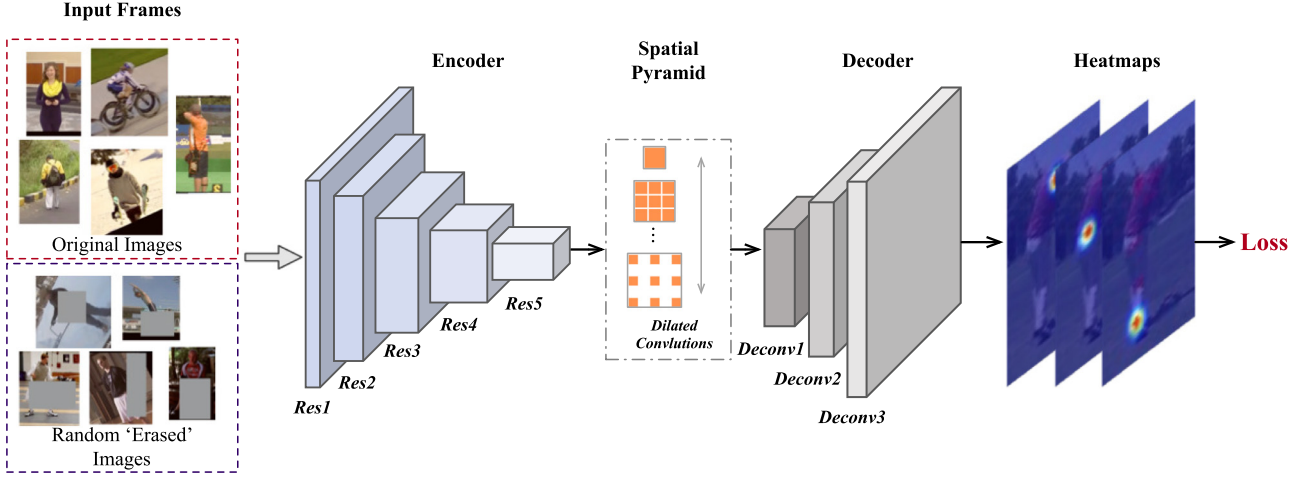 Input Frames
Original Images
Random ‘Erased’
Images
Encoder
Res1
Res2
Res3
Res4
Res5
Spatial
Pyramid
Dilated
Convlutions
Decoder
Deconv1
Deconv2
Deconv3
Heatmaps
Loss